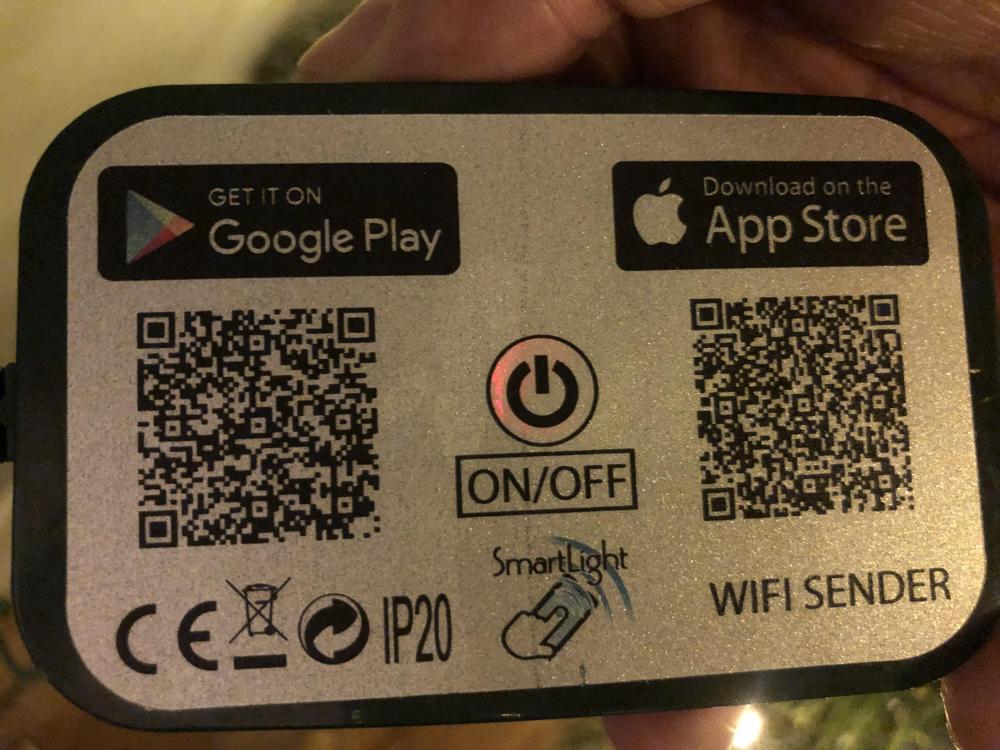 GET IT ON
Google Play
Download on the
App Store
ON/OFF
SmartLight
WIFI SENDER
CE IP20